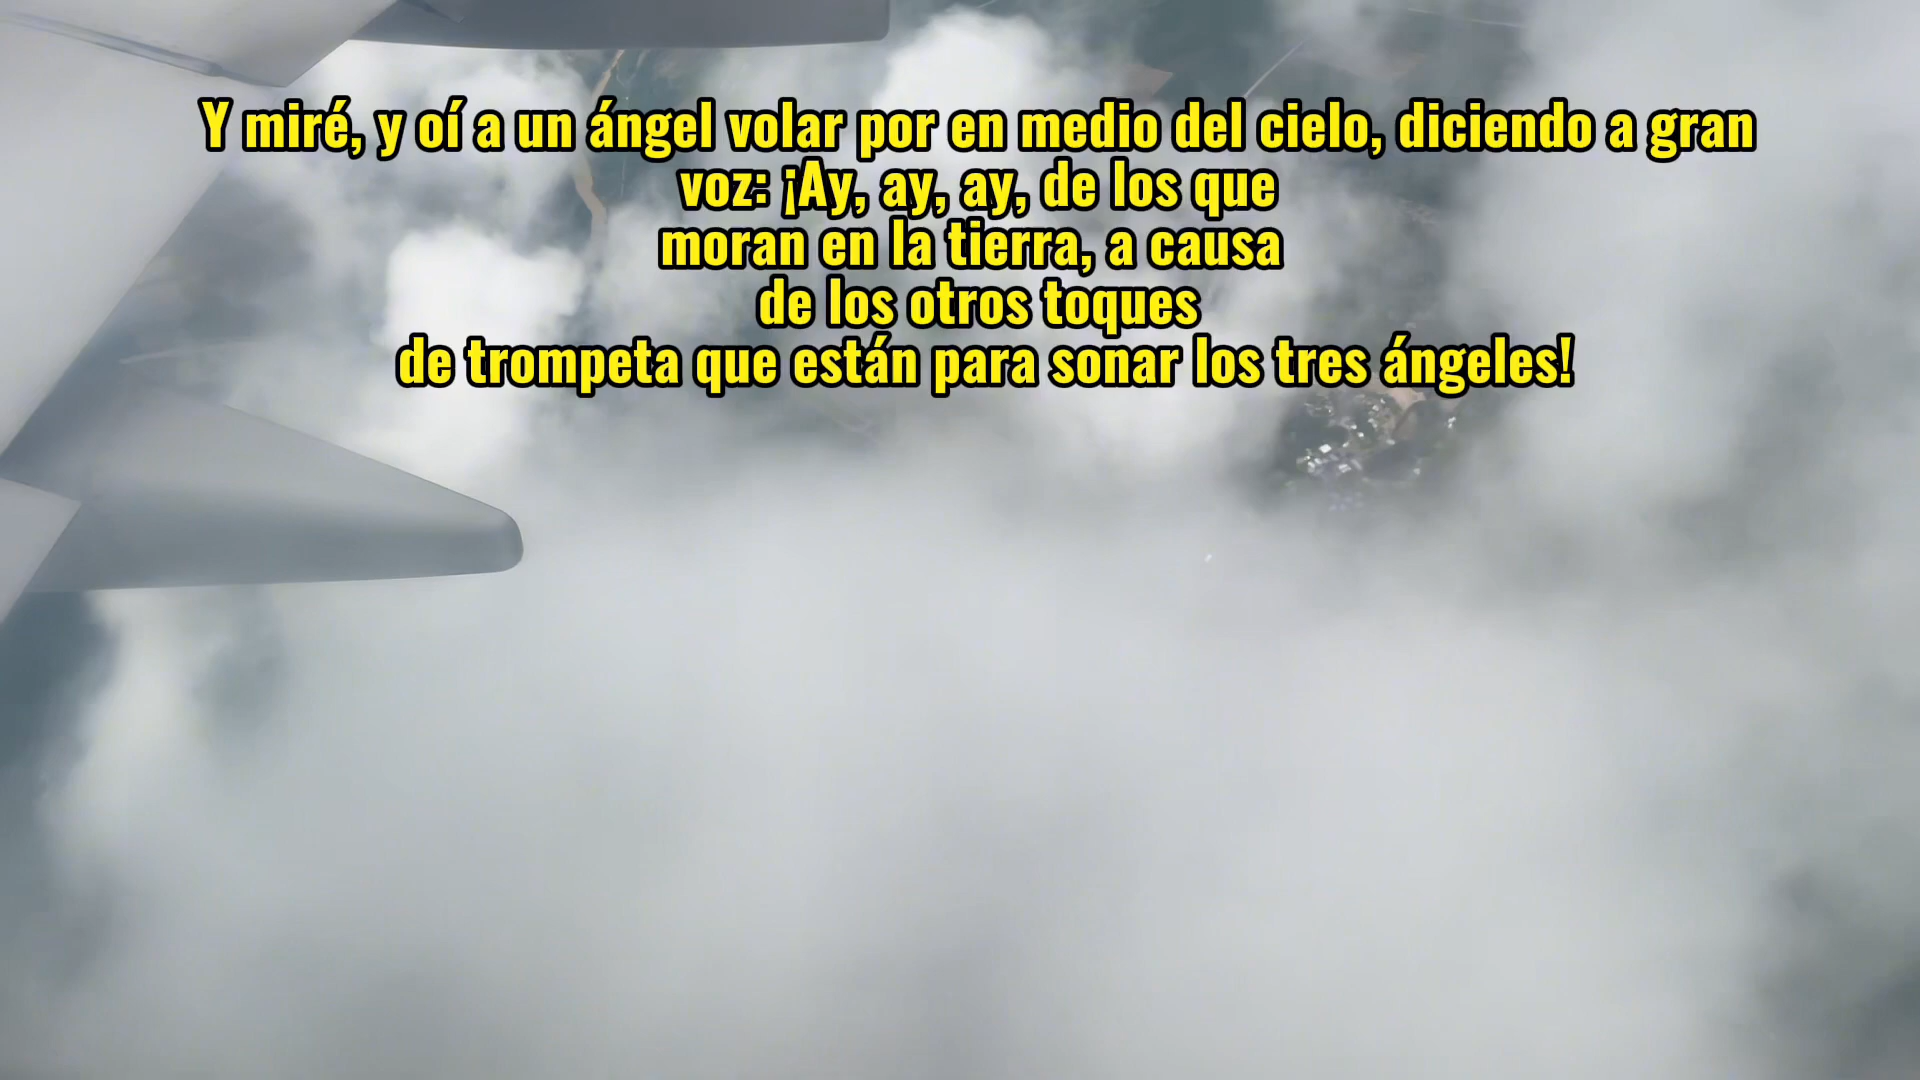 Y miré, y oí a un ángel volar por en medio del cielo, diciendo a gran
voz: ¡Ay, ay, ay, de los que
moran en la tierra, a causa
de los otros toques
de trompeta que están para sonar los tres ángeles!